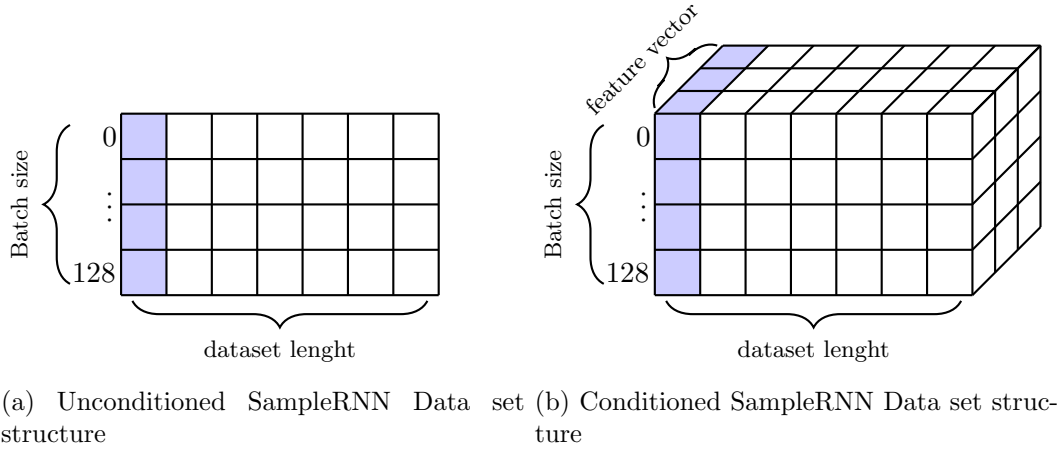 Batch size
0
...
128
dataset lenght
(a) Unconditioned SampleRNN Data set
structure
feature vector
Batch size
0
...
128
dataset lenght
(b) Conditioned SampleRNN Data set struc-
ture